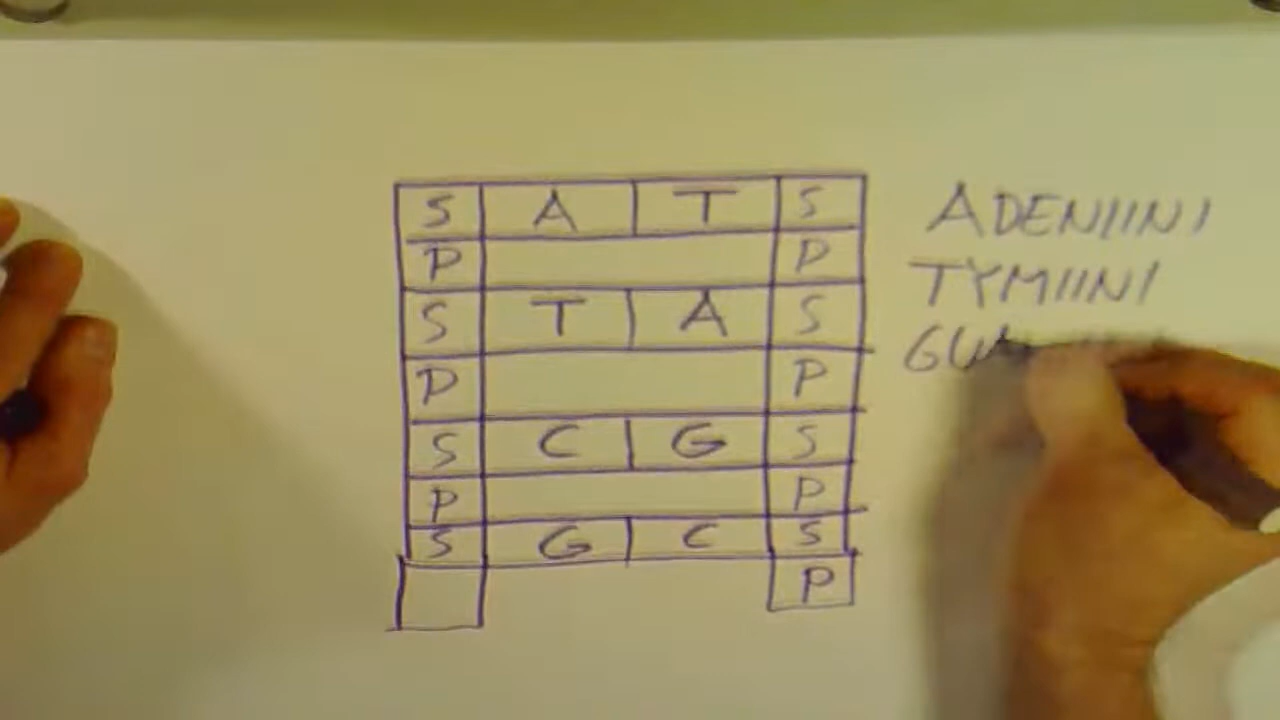 S A T S
P P
S T A S
P P
S C G S
P P
S G C S
P
ADENIINI
TYMIINI